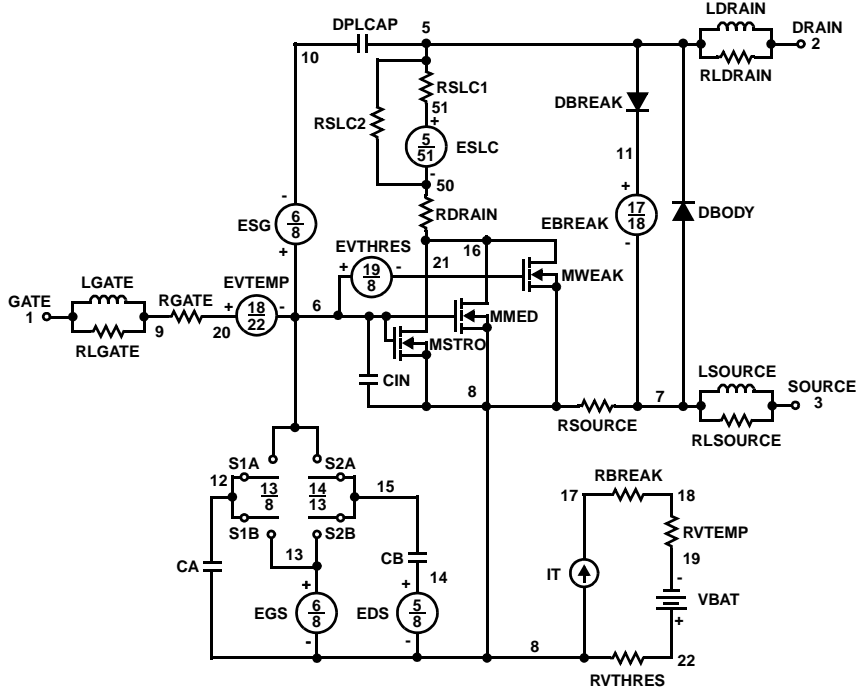 LDRAIN
DPLCAP 5 DRAIN
2
10
RLDRAIN
RSLC1
DBREAK
51
+
RSLC2
5
51 ESLC
11
-
50
-
+
17
18
DBODY
6
8
ESG
RDRAIN
EBREAK
+
-
EVTHRES
16
21
+ 19
8 -
MWEAK
LGATE
EVTEMP
GATE
1
RGATE
+ 18
22 -
6
MMED
9
20
MSTRO
RLGATE
LSOURCE
CIN
8
7
SOURCE
3
RSOURCE
RLSOURCE
S1A
S2A
12
13
8
14
13
15
RBREAK
17
18
S1B
S2B
RVTEMP
13
CB
19
CA
IT
-
+
+ 14
VBAT
EGS 6
8
EDS 5
8
+
-
-
8
22
RVTHRES